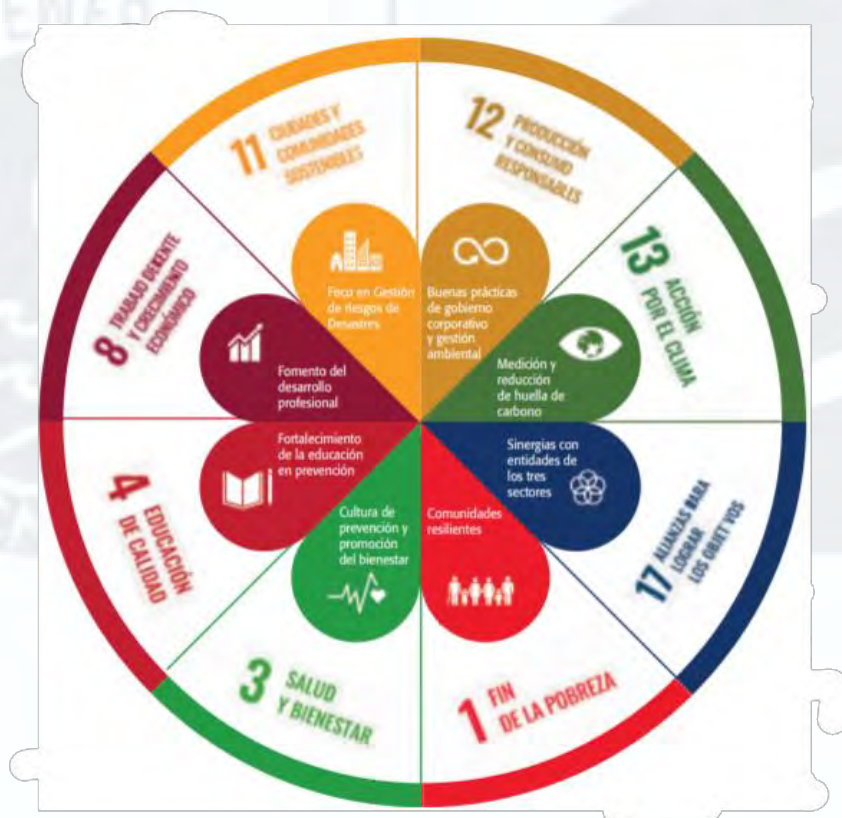 11 CIUDADES Y
COMUNIDADES
SOSTENIBLES
Foco en Gestión
de riesgos de
Desastres
12 PRODUCCIÓN
Y CONSUMO
RESPONSABLES
Buenas prácticas
de gobierno
corporativo
y gestión
ambiental
13 ACCIÓN
POR EL CLIMA
Medición y
reducción
de huella de
carbono
17 ALIANZAS PARA
LOGRAR
LOS OBJET VOS
Sinergias con
entidades de
los tres
sectores
1 FIN
DE LA POBREZA
Comunidades
resilientes
3 SALUD
Y BIENESTAR
Cultura de
prevención y
promoción
del bienestar
4 EDUCACIÓN
DE CALIDAD
Fortalecimiento
de la educación
en prevención
8 TRABAJO DECENTE
Y CRECIMIENTO
ECONÓMICO
Fomento del
desarrollo
profesional